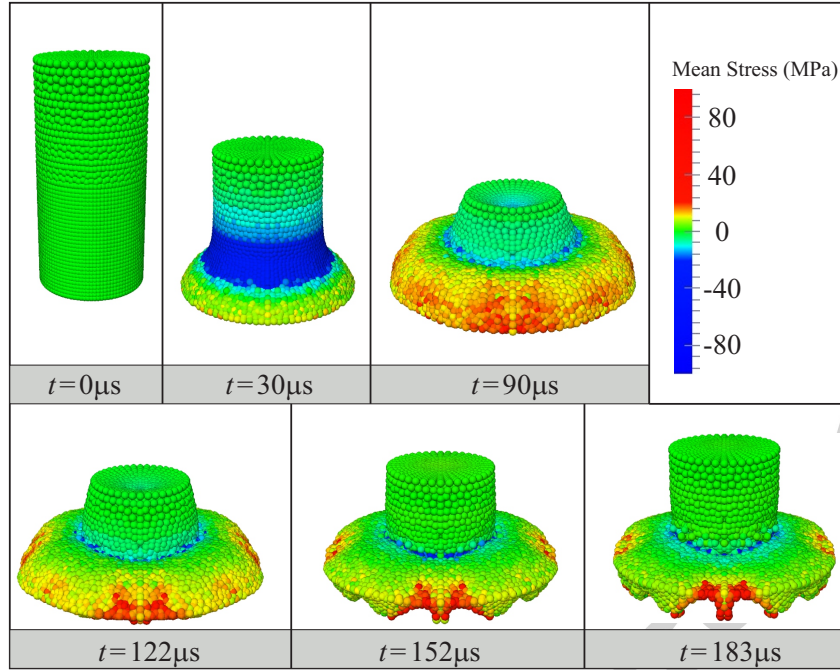 Mean Stress (MPa)
80
40
0
-40
-80
t=0μs
t=30μs
t=90μs
t=122μs
t=152μs
t=183μs